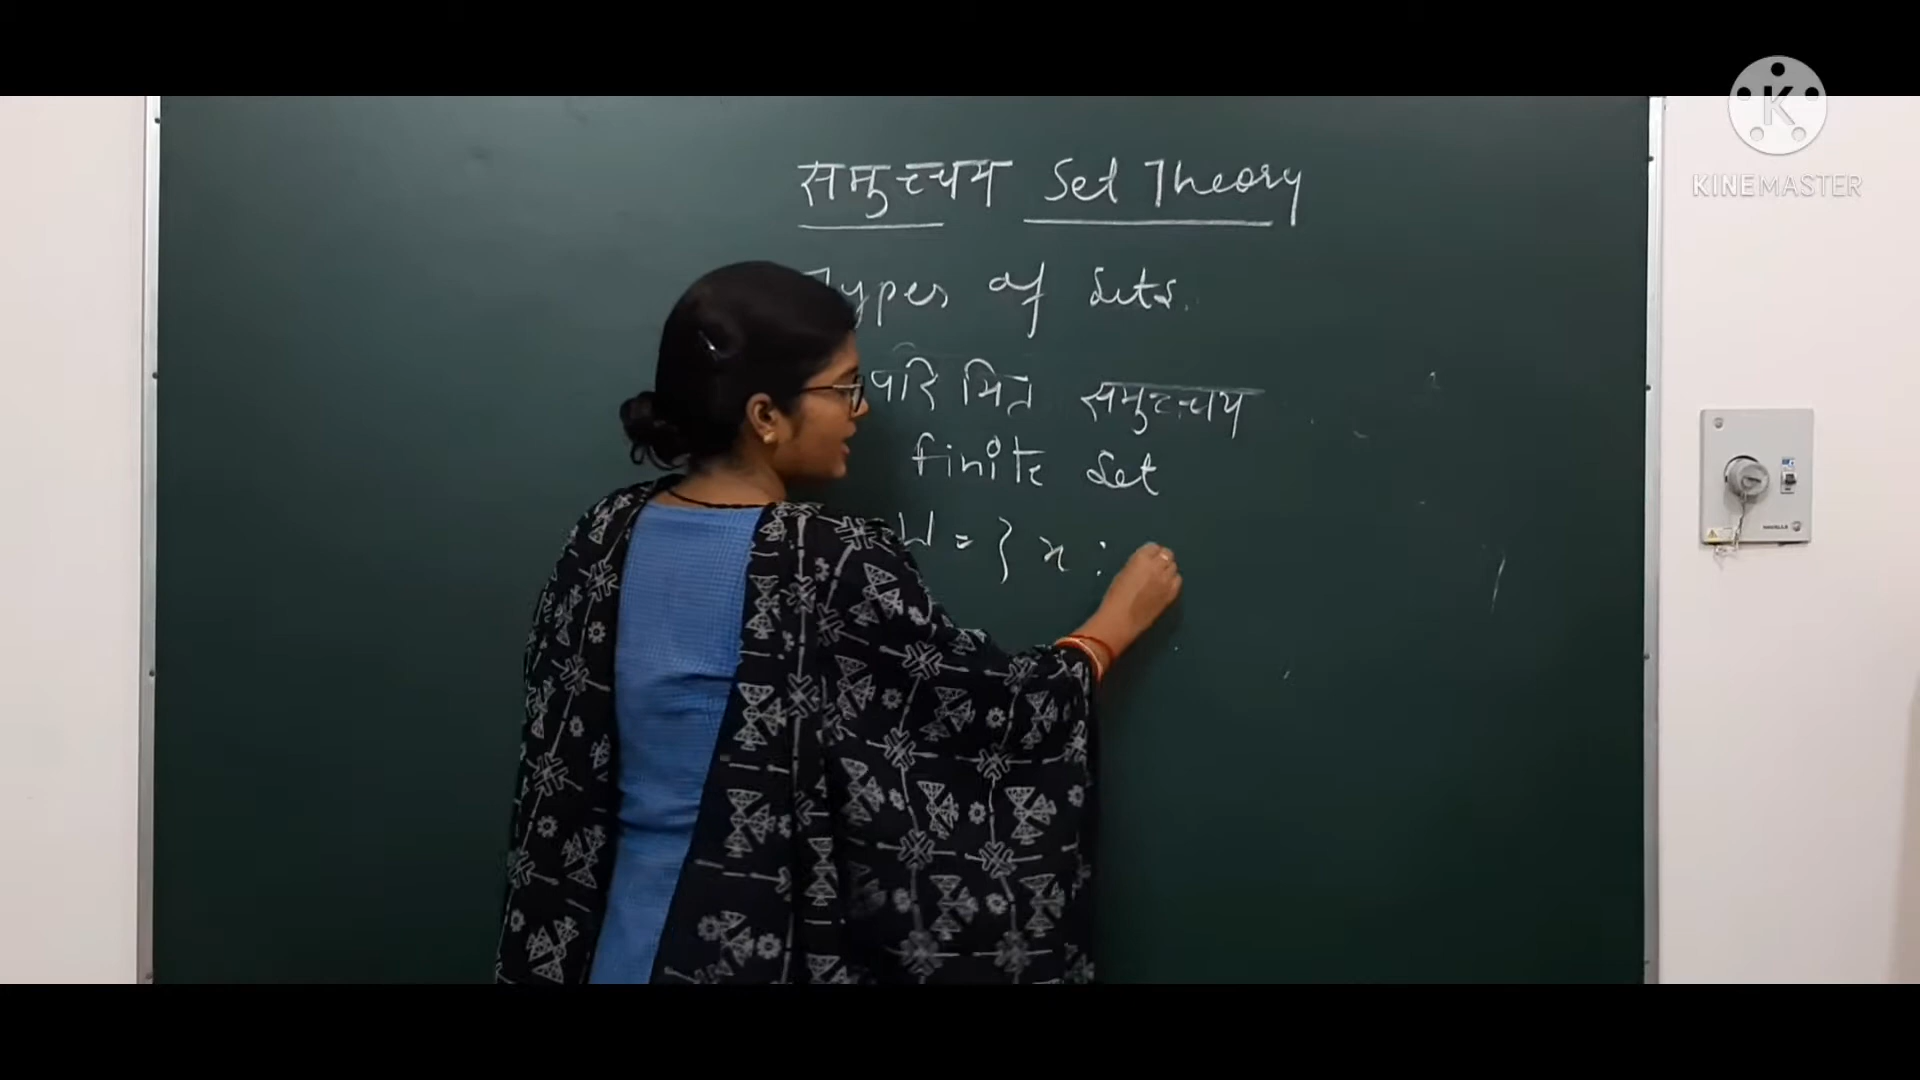 समुच्चय Set Theory
Types of Sets.
परिमित समुच्चय
finite Set
W = { x :
KINEMASTER